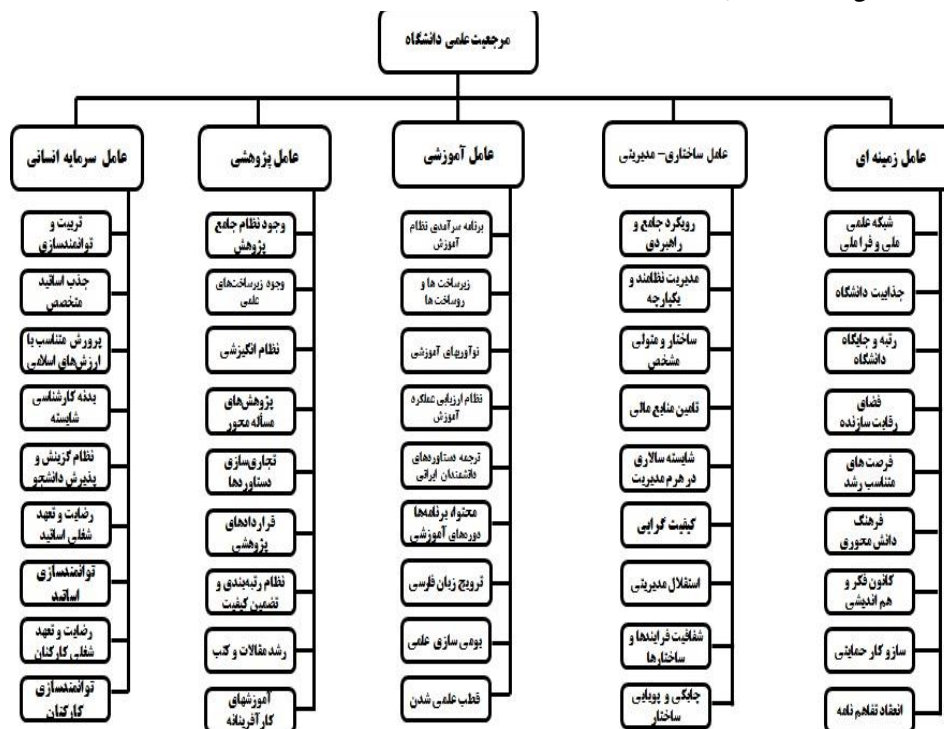 مرجعیت علمی دانشگاه
عامل زمینه ای
شبکه علمی
ملی و فراملی
جذابیت دانشگاه
رتبه و جایگاه
دانشگاه
فضای
رقابت سازنده
فرصت‌های
متناسب رشد
فرهنگ
دانش محوری
کانون فکر و
هم اندیشی
سازو کار حمایتی
انعقاد تفاهم نامه
عامل ساختاری- مدیریتی
رویکرد جامع و
راهبردی
مدیریت نظامند و
یکپارچه
ساختار و متولی
مشخص
تامین منابع مالی
شایسته سالاری
در هرم مدیریت
کیفیت گرایی
استقلال مدیریتی
شفافیت فرایندها و
ساختارها
چابکی و پویایی
ساختار
عامل آموزشی
برنامه سرآمدی نظام
آموزش
زیرساخت ها و
روساخت ها
نوآوریهای آموزشی
نظام ارزیابی عملکرد
آموزش
ترجمه دستاوردهای
دانشمندان ایرانی
محتوا، برنامه‌ها
دوره‌های آموزشی
ترویج زبان فارسی
بومی سازی علمی
قطب علمی شدن
عامل پژوهشی
وجود نظام جامع
پژوهش
وجود زیرساخت‌های
علمی
نظام انگیزشی
پژوهش‌های
مسأله محور
تجاری‌سازی
دستاوردها
قراردادهای
پژوهشی
نظام رتبه‌بندی و
تضمین کیفیت
رشد مقالات و کتب
آموزشهای
کارآفرینانه
عامل سرمایه انسانی
تربیت و
توانمندسازی
جذب اساتید
متخصص
پرورش متناسب با
ارزش‌های اسلامی
بدنه کارشناسی
شایسته
نظام گزینش و
پذیرش دانشجو
رضایت و تعهد
شغلی اساتید
توانمندسازی
اساتید
رضایت و تعهد
شغلی کارکنان
توانمندسازی
کارکنان